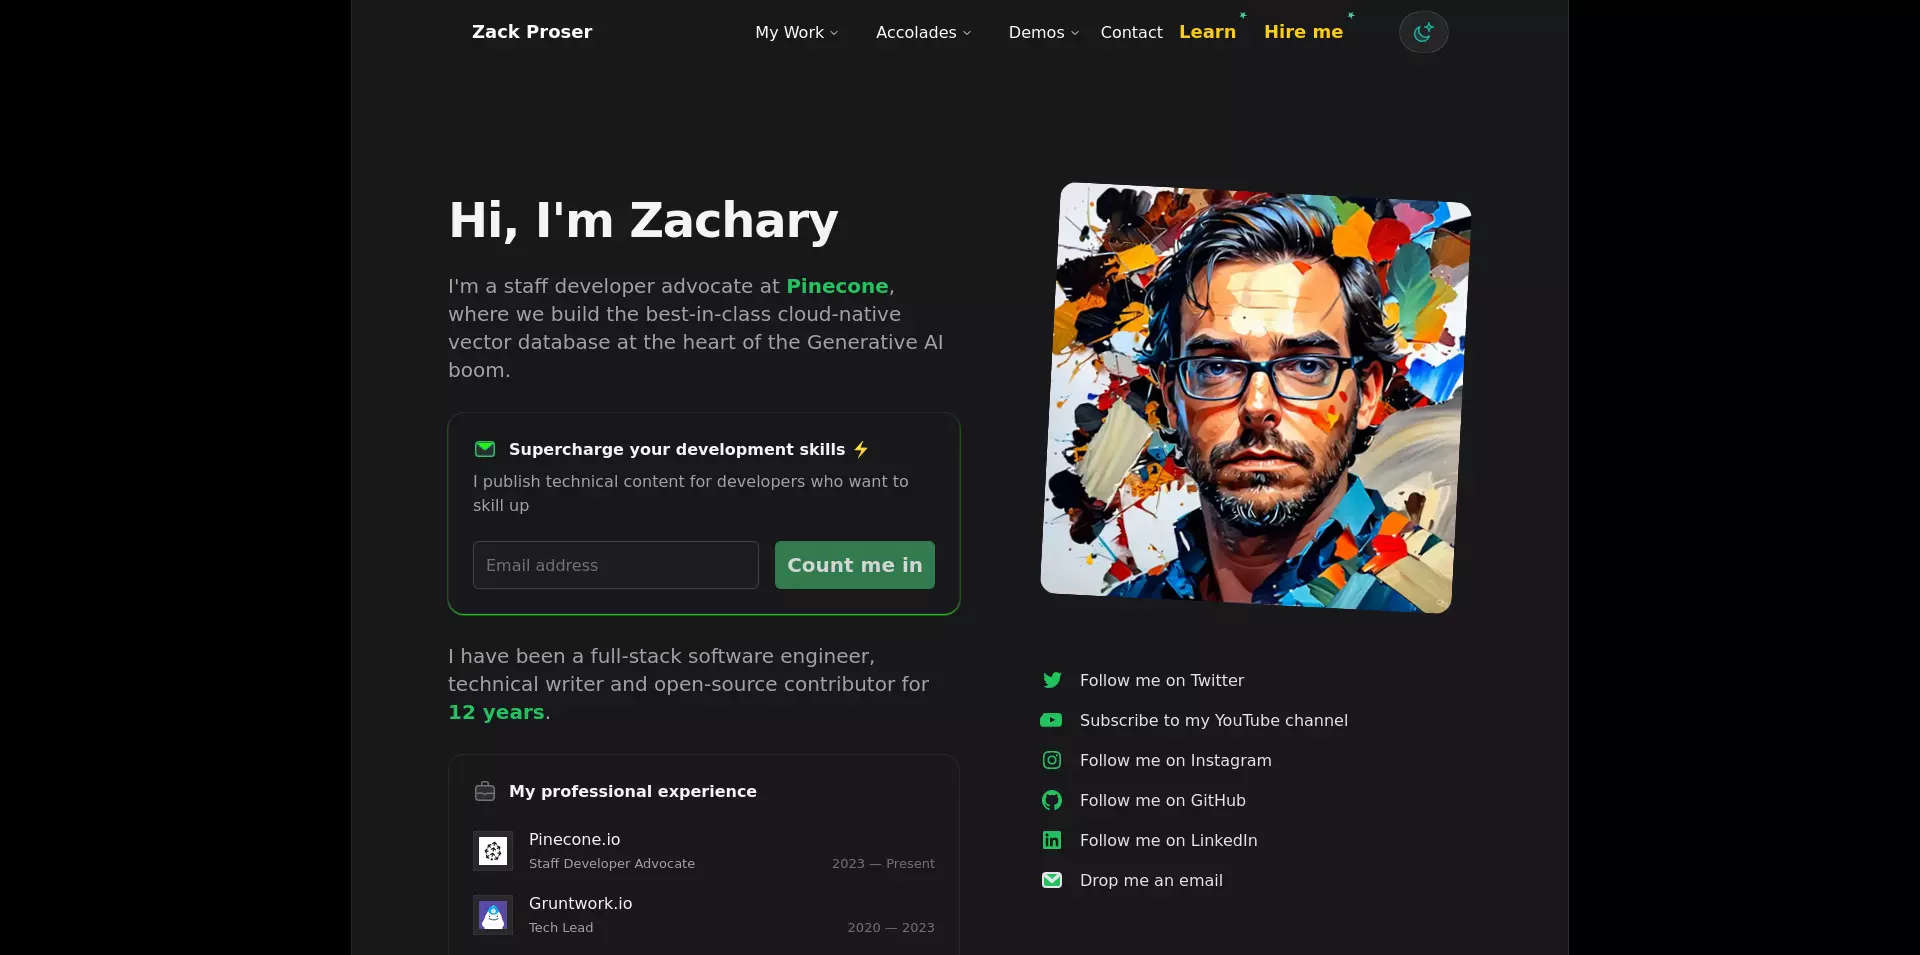 Zack Proser
My Work
Accolades
Demos
Contact
Learn
Hire me
Hi, I'm Zachary
I'm a staff developer advocate at Pinecone,
where we build the best-in-class cloud-native
vector database at the heart of the Generative AI
boom.
Supercharge your development skills ⚡
I publish technical content for developers who want to
skill up
Email address
Count me in
I have been a full-stack software engineer,
technical writer and open-source contributor for
12 years.
My professional experience
Pinecone.io
Staff Developer Advocate
2023 — Present
Gruntwork.io
Tech Lead
2020 — 2023
Follow me on Twitter
Subscribe to my YouTube channel
Follow me on Instagram
Follow me on GitHub
Follow me on LinkedIn
Drop me an email